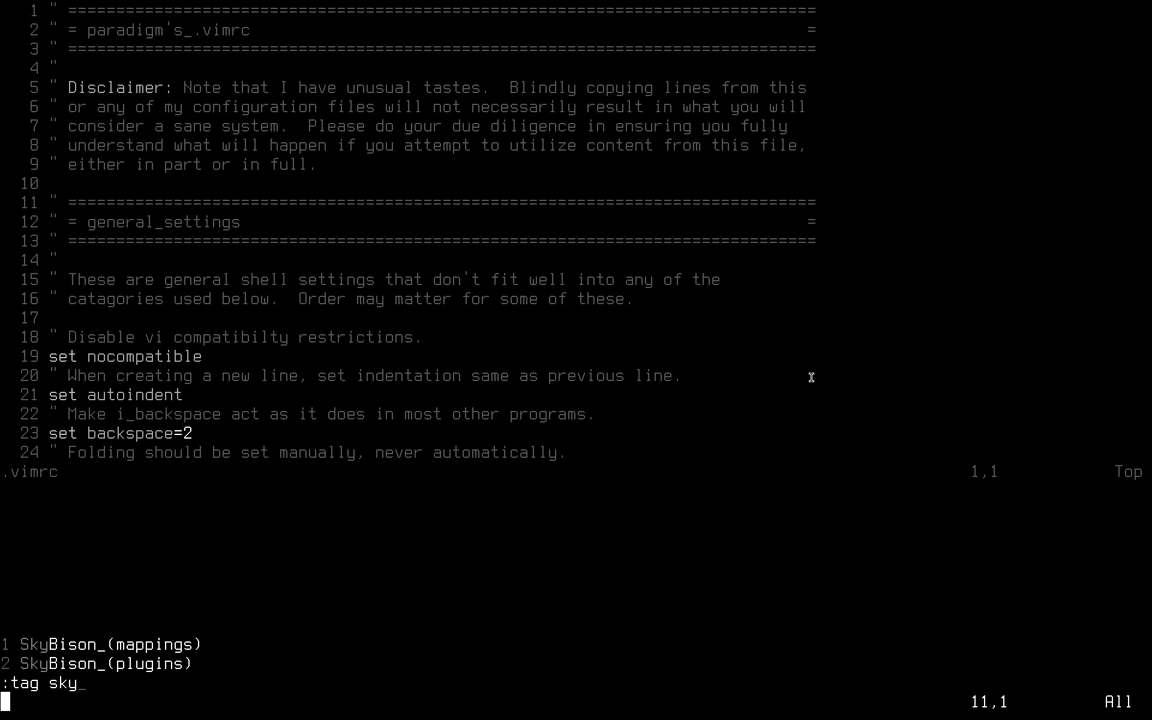 1 " ==============================================================================
2 " = paradigm's_.vimrc =
3 " ==============================================================================
4 "
5 " Disclaimer: Note that I have unusual tastes.  Blindly copying lines from this
6 " or any of my configuration files will not necessarily result in what you will
7 " consider a sane system.  Please do your due diligence in ensuring you fully
8 " understand what will happen if you attempt to utilize content from this file,
9 " either in part or in full.
10
11 " ==============================================================================
12 " = general_settings =
13 " ==============================================================================
14 "
15 " These are general shell settings that don't fit well into any of the
16 " catagories used below.  Order may matter for some of these.
17
18 " Disable vi compatibilty restrictions.
19 set nocompatible
20 " When creating a new line, set indentation same as previous line.
21 set autoindent
22 " Make i_backspace act as it does in most other programs.
23 set backspace=2
24 " Folding should be set manually, never automatically.
.vimrc 1,1 Top
1 SkyBison_(mappings)
2 SkyBison_(plugins)
:tag sky_
11,1 All